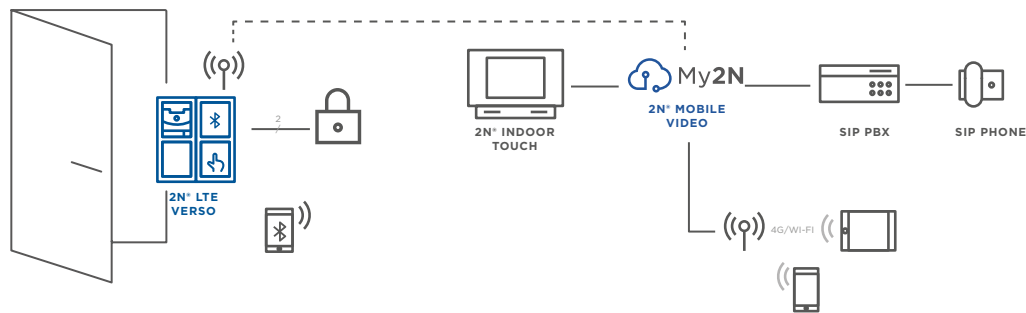 My2N
2
2N® MOBILE
VIDEO
2N® INDOOR
TOUCH
SIP PBX
SIP PHONE
2N® LTE
VERSO
4G/WI-FI